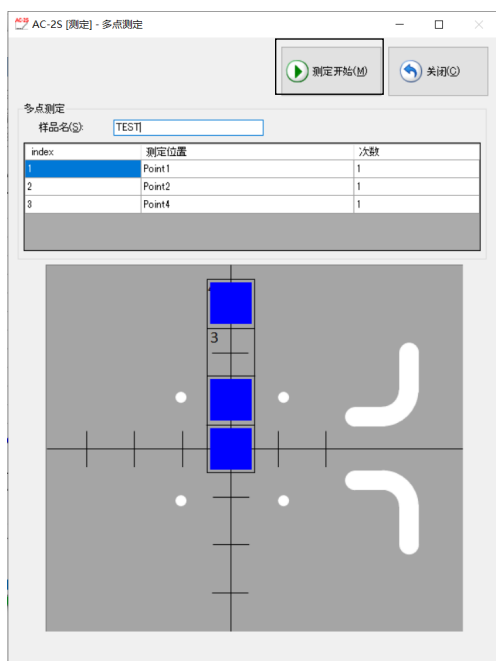 AC-2S AC-2S [测定] - 多点测定
测定开始(M) 关闭(C)
多点测定
样品名(S): TEST
index 测定位置 次数
1 Point1 1
2 Point2 1
3 Point4 1
3